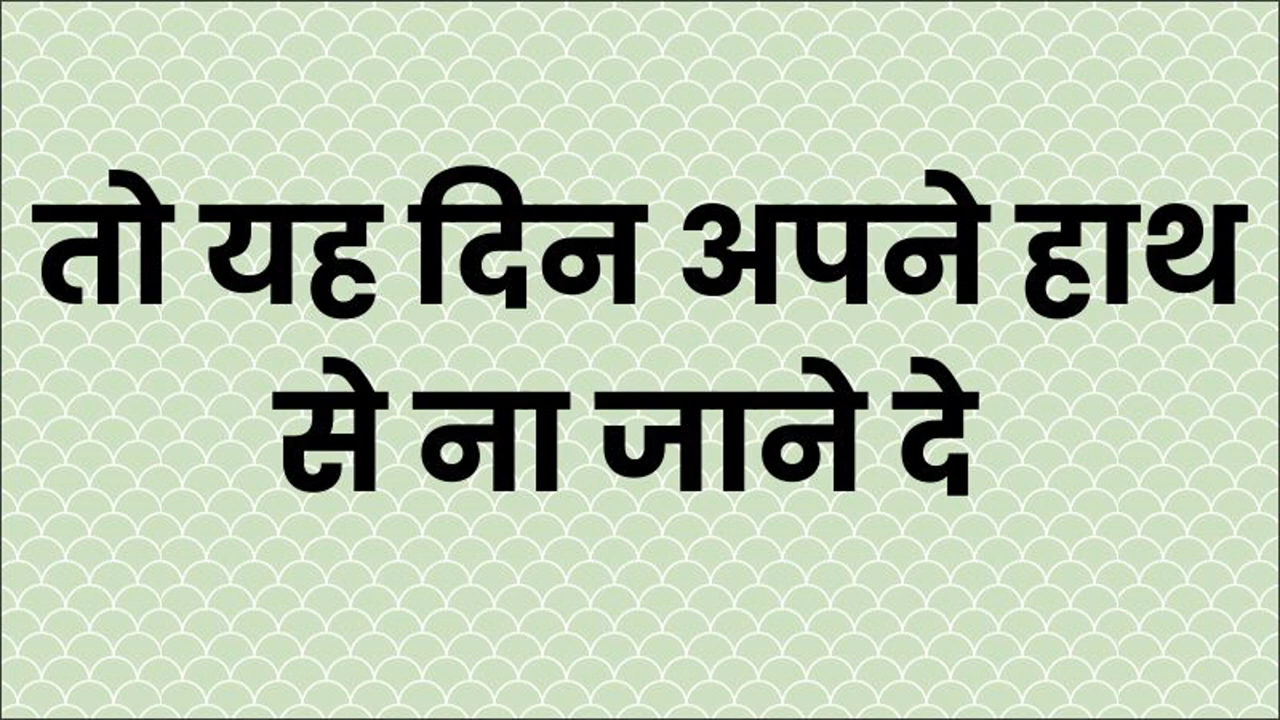 तो यह दिन अपने हाथ
से ना जाने दे